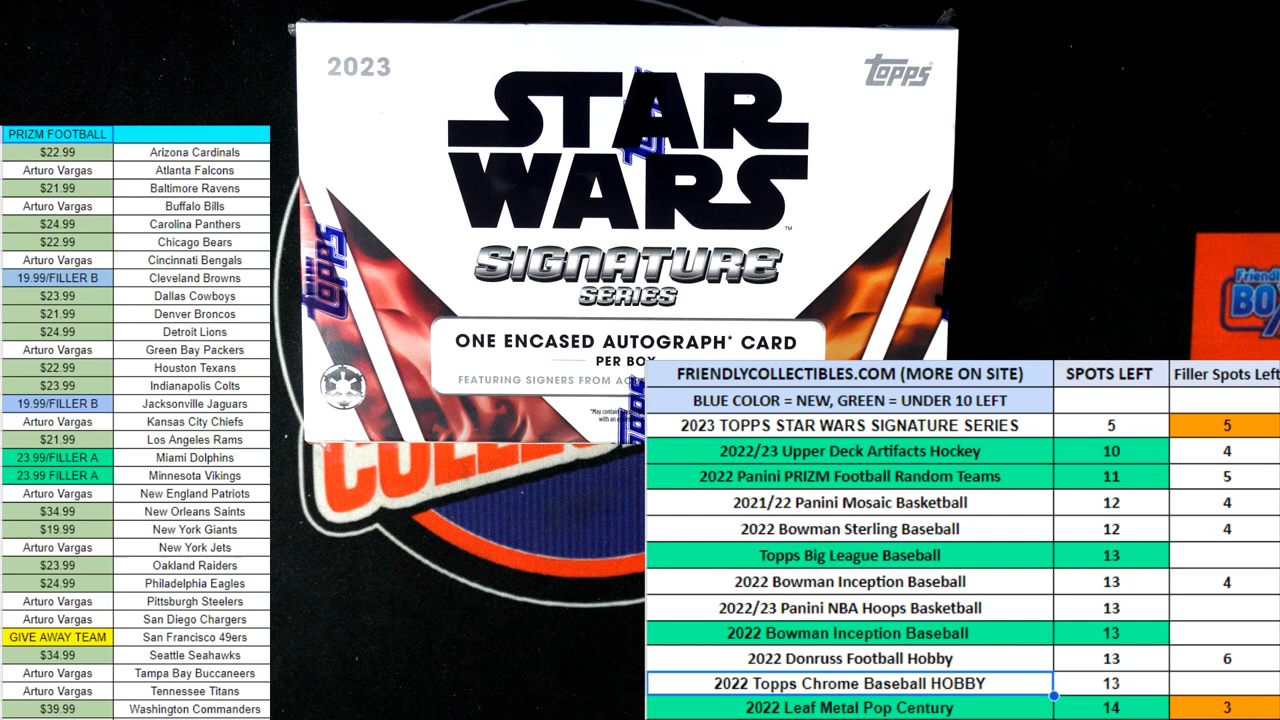 2023
topps
STAR
WARS
™
SIGNATURE
SERIES
ONE ENCASED AUTOGRAPH* CARD
PER BOX
FEATURING SIGNERS FROM
topps
PRIZM FOOTBALL
$22.99 Arizona Cardinals
Arturo Vargas Atlanta Falcons
$21.99 Baltimore Ravens
Arturo Vargas Buffalo Bills
$24.99 Carolina Panthers
$22.99 Chicago Bears
Arturo Vargas Cincinnati Bengals
19.99/FILLER B Cleveland Browns
$23.99 Dallas Cowboys
$21.99 Denver Broncos
$24.99 Detroit Lions
Arturo Vargas Green Bay Packers
$22.99 Houston Texans
$23.99 Indianapolis Colts
19.99/FILLER B Jacksonville Jaguars
Arturo Vargas Kansas City Chiefs
$21.99 Los Angeles Rams
23.99/FILLER A Miami Dolphins
23.99 FILLER A Minnesota Vikings
Arturo Vargas New England Patriots
$34.99 New Orleans Saints
$19.99 New York Giants
Arturo Vargas New York Jets
$23.99 Oakland Raiders
$24.99 Philadelphia Eagles
Arturo Vargas Pittsburgh Steelers
Arturo Vargas San Diego Chargers
GIVE AWAY TEAM San Francisco 49ers
$34.99 Seattle Seahawks
Arturo Vargas Tampa Bay Buccaneers
Arturo Vargas Tennessee Titans
$39.99 Washington Commanders
FRIENDLYCOLLECTIBLES.COM (MORE ON SITE) SPOTS LEFT Filler Spots Left
BLUE COLOR = NEW, GREEN = UNDER 10 LEFT
2023 TOPPS STAR WARS SIGNATURE SERIES 5 5
2022/23 Upper Deck Artifacts Hockey 10 4
2022 Panini PRIZM Football Random Teams 11 5
2021/22 Panini Mosaic Basketball 12 4
2022 Bowman Sterling Baseball 12 4
Topps Big League Baseball 13
2022 Bowman Inception Baseball 13 4
2022/23 Panini NBA Hoops Basketball 13
2022 Bowman Inception Baseball 13
2022 Donruss Football Hobby 13 6
2022 Topps Chrome Baseball HOBBY 13
2022 Leaf Metal Pop Century 14 3